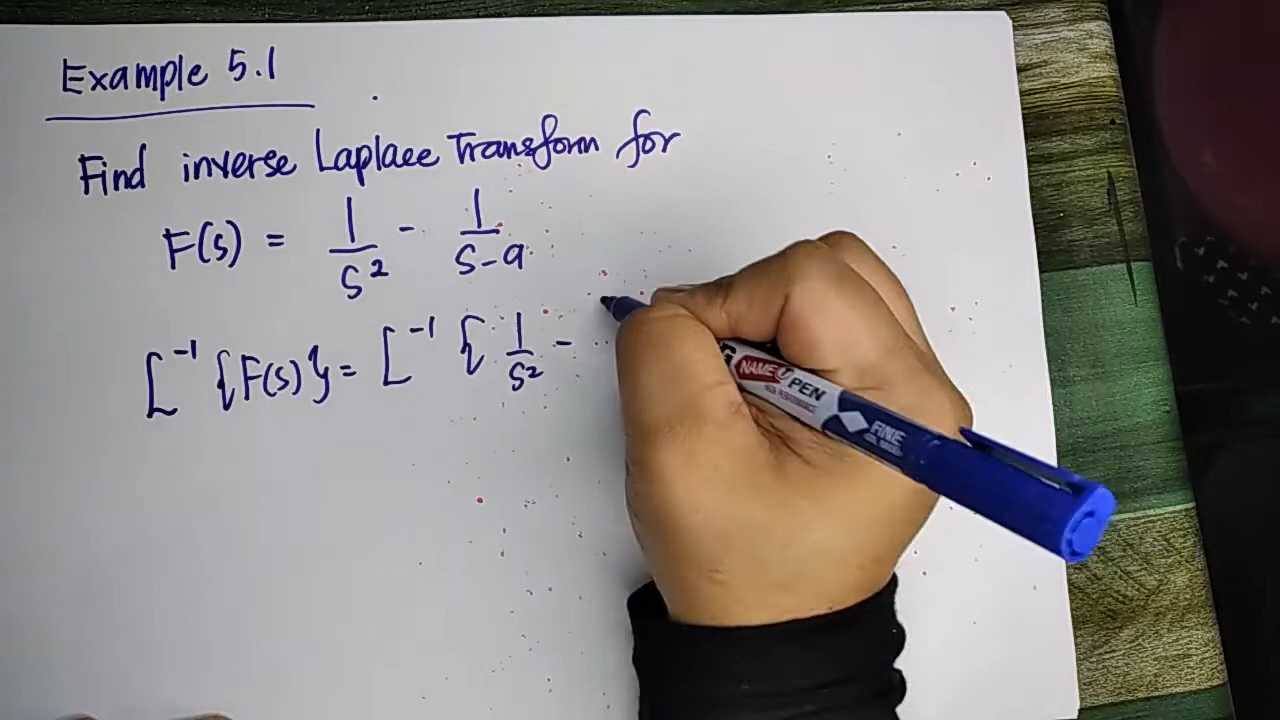 Example 5.1
Find inverse Laplace Transform for
F(s) = 1/s² - 1/s-a
L⁻¹ {F(s)} = L⁻¹ { 1/s² -
G NAME PEN
FINE